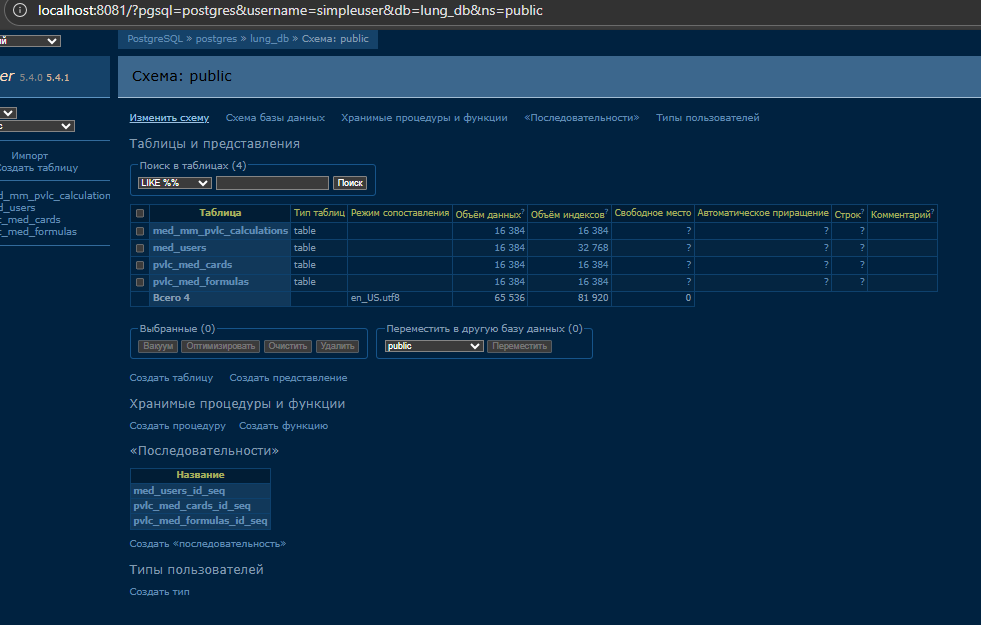 localhost:8081/?pgsql=postgres&username=simpleuser&db=lung_db&ns=public
й
PostgreSQL » postgres » lung_db » Схема: public
er 5.4.0 5.4.1
Схема: public
c
Импорт
оздать таблицу
d_mm_pvlc_calculation
d_users
c_med_cards
c_med_formulas
Изменить схему Схема базы данных Хранимые процедуры и функции «Последовательности» Типы пользователей
Таблицы и представления
Поиск в таблицах (4)
LIKE %% Поиск
Таблица Тип таблиц Режим сопоставления Объём данных? Объём индексов? Свободное место Автоматическое приращение Строк? Комментарий?
med_mm_pvlc_calculations table 16 384 16 384 ? ? ?
med_users table 16 384 32 768 ? ? ?
pvlc_med_cards table 16 384 16 384 ? ? ?
pvlc_med_formulas table 16 384 16 384 ? ? ?
Всего 4 en_US.utf8 65 536 81 920 0
Выбранные (0) Переместить в другую базу данных (0)
Вакуум Оптимизировать Очистить Удалить public Переместить
Создать таблицу Создать представление
Хранимые процедуры и функции
Создать процедуру Создать функцию
«Последовательности»
Название
med_users_id_seq
pvlc_med_cards_id_seq
pvlc_med_formulas_id_seq
Создать «последовательность»
Типы пользователей
Создать тип